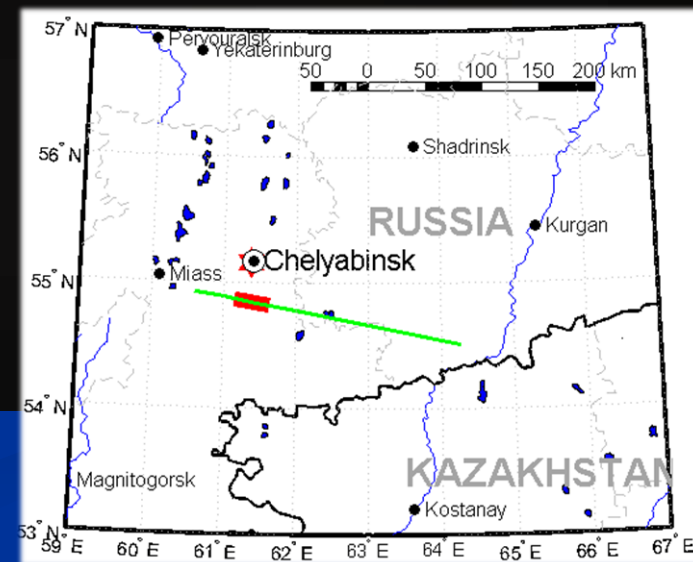 57° N
Pervouralsk
Yekaterinburg
50 0 50 100 150 200 km
56° N
Shadrinsk
RUSSIA
Kurgan
Chelyabinsk
55° N
Miass
54° N
KAZAKHSTAN
Magnitogorsk
Kostanay
53° N
59° E 60° E 61° E 62° E 63° E 64° E 65° E 66° E 67° E